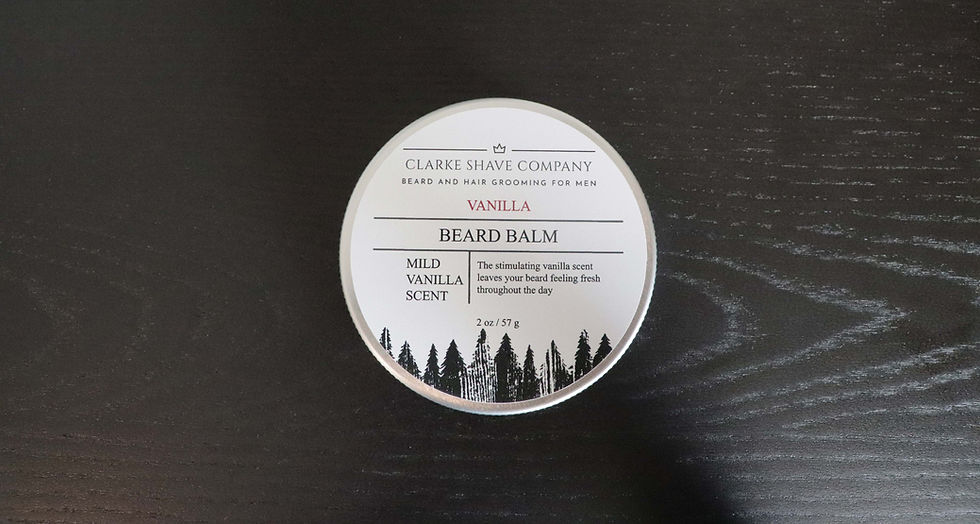 CLARKE SHAVE COMPANY
BEARD AND HAIR GROOMING FOR MEN
VANILLA
BEARD BALM
MILD
VANILLA
SCENT
The stimulating vanilla scent
leaves your beard feeling fresh
throughout the day
2 oz / 57 g